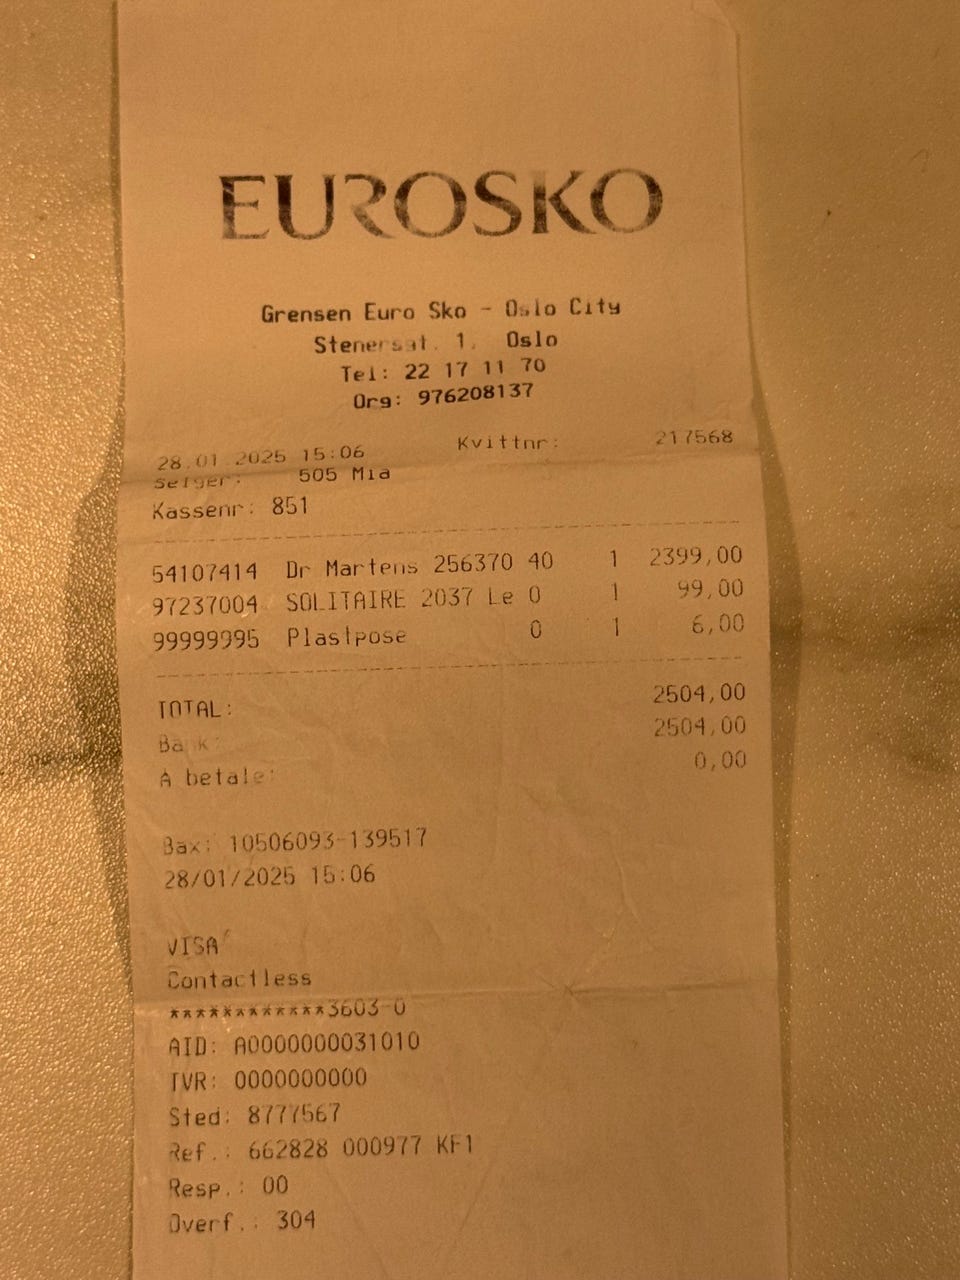 EUROSKO
Grensen Euro Sko - Oslo City
Stenersgt. 1, Oslo
Tel: 22 17 11 70
Org: 976208137
28.01.2025 15:06 Kvittnr: 217568
Selger: 505 Mia
Kassenr: 851
54107414 Dr Martens 256370 40 1 2399,00
97237004 SOLITAIRE 2037 Le 0 1 99,00
99999995 Plastpose 0 1 6,00
TOTAL: 2504,00
Bank: 2504,00
A betale: 0,00
Bax: 10506093-139517
28/01/2025 15:06
VISA
Contactless
************3603-0
AID: A0000000031010
TVR: 0000000000
Sted: 8777567
Ref.: 662828 000977 KF1
Resp.: 00
Overf.: 304